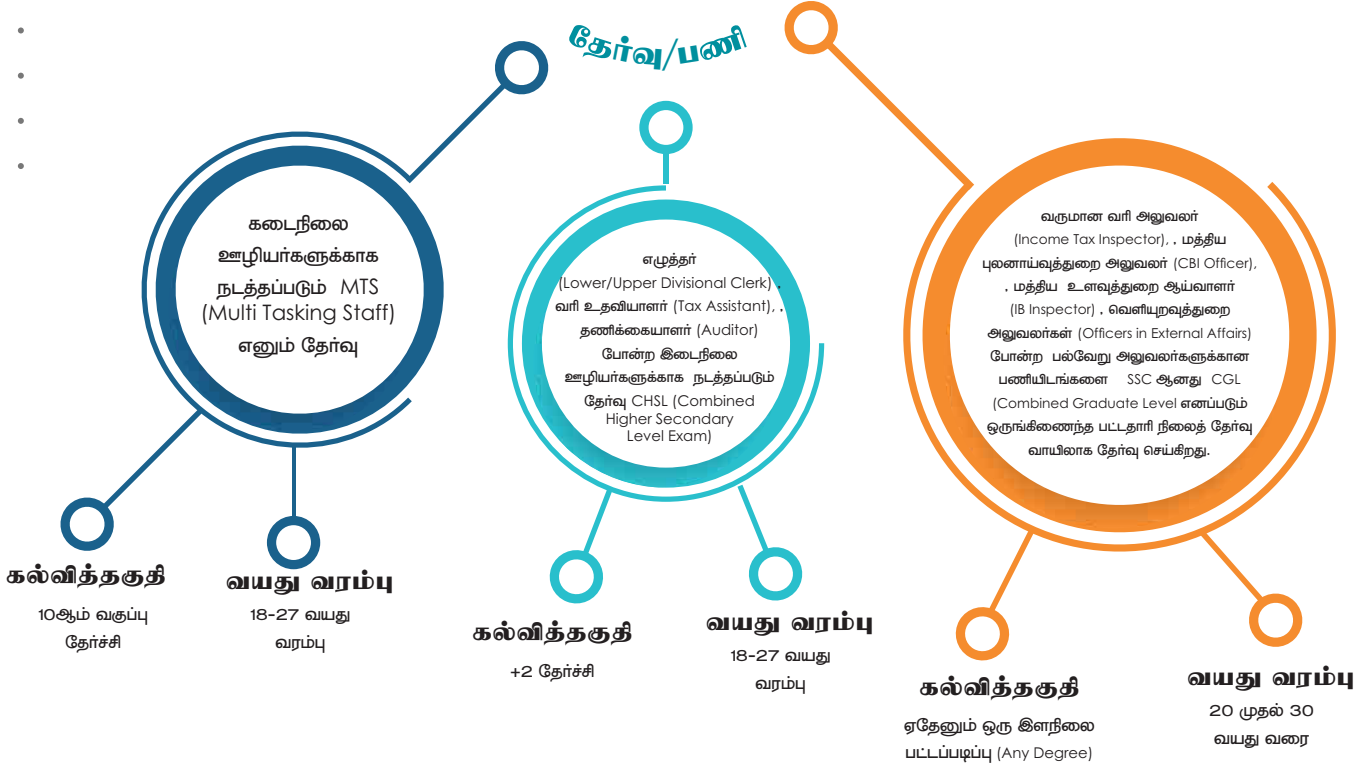 தேர்வு/பணி
கடைநிலை
ஊழியர்களுக்காக
நடத்தப்படும் MTS
(Multi Tasking Staff)
எனும் தேர்வு
கல்வித்தகுதி
10ஆம் வகுப்பு
தேர்ச்சி
வயது வரம்பு
18-27 வயது
வரம்பு
எழுத்தர்
(Lower/Upper Divisional Clerk) ,
வரி உதவியாளர் (Tax Assistant), ,
தணிக்கையாளர் (Auditor)
போன்ற இடைநிலை
ஊழியர்களுக்காக நடத்தப்படும்
தேர்வு CHSL (Combined
Higher Secondary
Level Exam)
கல்வித்தகுதி
+2 தேர்ச்சி
வயது வரம்பு
18-27 வயது
வரம்பு
வருமான வரி அலுவலர்
(Income Tax Inspector), , மத்திய
புலனாய்வுத்துறை அலுவலர் (CBI Officer),
, மத்திய உளவுத்துறை ஆய்வாளர்
(IB Inspector) , வெளியுறவுத்துறை
அலுவலர்கள் (Officers in External Affairs)
போன்ற பல்வேறு அலுவலர்களுக்கான
பணியிடங்களை SSC ஆனது CGL
(Combined Graduate Level எனப்படும்
ஒருங்கிணைந்த பட்டதாரி நிலைத் தேர்வு
வாயிலாக தேர்வு செய்கிறது.
கல்வித்தகுதி
ஏதேனும் ஒரு இளநிலை
பட்டப்படிப்பு (Any Degree)
வயது வரம்பு
20 முதல் 30
வயது வரை